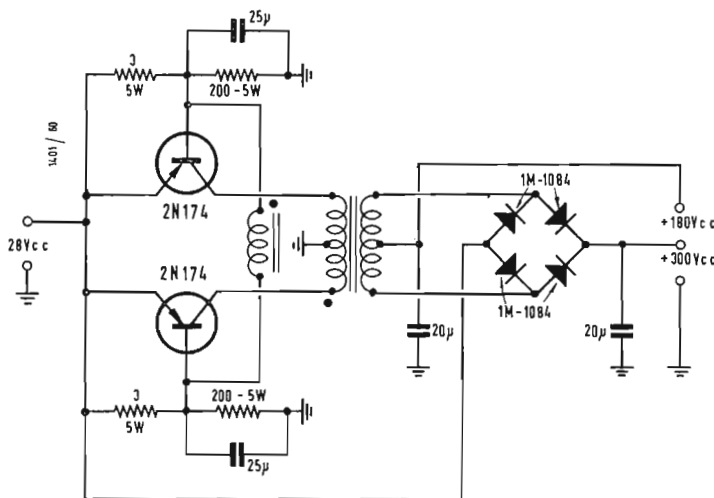 25µ
3
5W
200-5W
1401/60
1M-1084
2N174
+180Vcc
28Vcc
+300Vcc
2N174
1M-1084
20µ
20µ
3
5W
200-5W
25µ